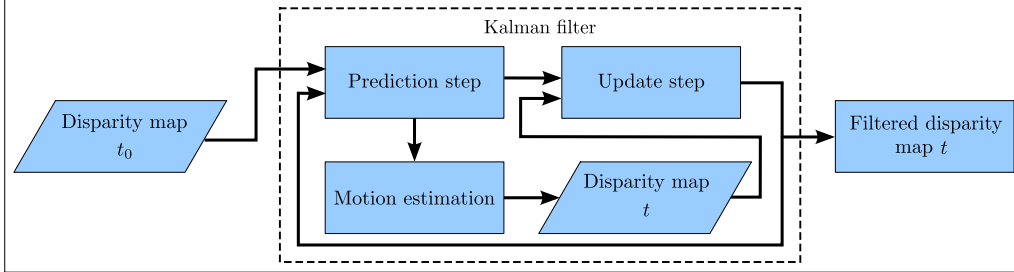 Kalman filter
Prediction step
Update step
Disparity map
t₀
Filtered disparity
map t
Motion estimation
Disparity map
t